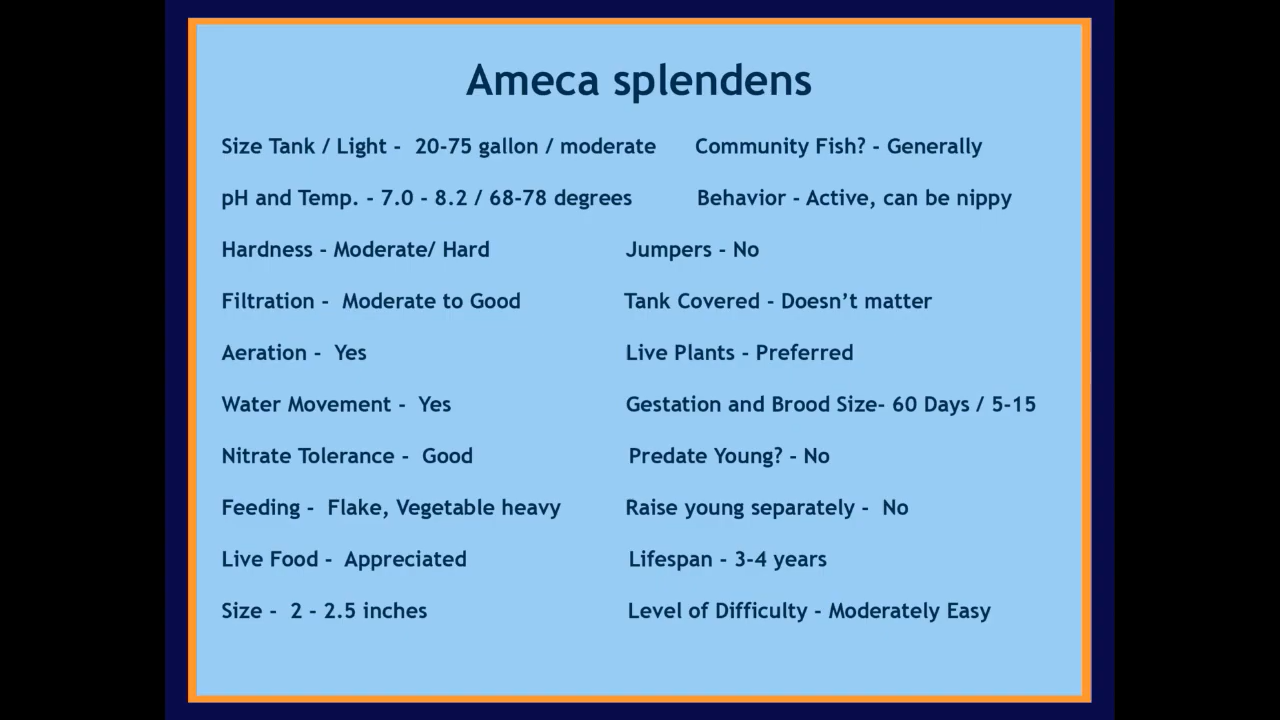 Ameca splendens
Size Tank / Light -  20-75 gallon / moderate
Community Fish? - Generally
pH and Temp. - 7.0 - 8.2 / 68-78 degrees
Behavior - Active, can be nippy
Hardness - Moderate/ Hard
Jumpers - No
Filtration -  Moderate to Good
Tank Covered - Doesn’t matter
Aeration -  Yes
Live Plants - Preferred
Water Movement -  Yes
Gestation and Brood Size- 60 Days / 5-15
Nitrate Tolerance -  Good
Predate Young? - No
Feeding -  Flake, Vegetable heavy
Raise young separately -  No
Live Food -  Appreciated
Lifespan - 3-4 years
Size -  2 - 2.5 inches
Level of Difficulty - Moderately Easy